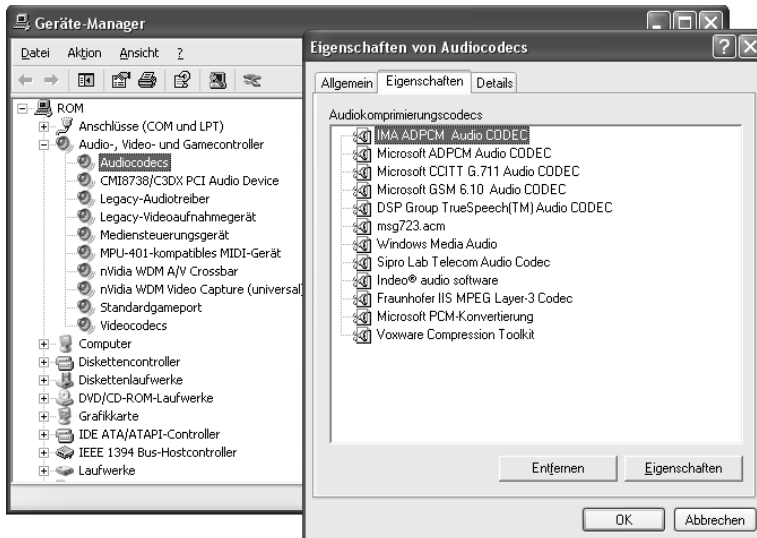 Geräte-Manager
Datei Aktion Ansicht ?
ROM
Anschlüsse (COM und LPT)
Audio-, Video- und Gamecontroller
Audiocodecs
CMI8738/C3DX PCI Audio Device
Legacy-Audiotreiber
Legacy-Videoaufnahmegerät
Mediensteuerungsgerät
MPU-401-kompatibles MIDI-Gerät
nVidia WDM A/V Crossbar
nVidia WDM Video Capture (universal)
Standardgameport
Videocodecs
Computer
Diskettencontroller
Diskettenlaufwerke
DVD/CD-ROM-Laufwerke
Grafikkarte
IDE ATA/ATAPI-Controller
IEEE 1394 Bus-Hostcontroller
Laufwerke
Eigenschaften von Audiocodecs
Allgemein Eigenschaften Details
Audiokomprimierungscodecs
IMA ADPCM Audio CODEC
Microsoft ADPCM Audio CODEC
Microsoft CCITT G.711 Audio CODEC
Microsoft GSM 6.10 Audio CODEC
DSP Group TrueSpeech(TM) Audio CODEC
msg723.acm
Windows Media Audio
Sipro Lab Telecom Audio Codec
Indeo® audio software
Fraunhofer IIS MPEG Layer-3 Codec
Microsoft PCM-Konvertierung
Voxware Compression Toolkit
Entfernen Eigenschaften
OK Abbrechen